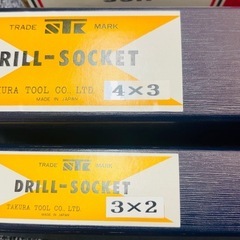 TRADE STK MARK
DRILL-SOCKET
TAKURA TOOL CO. LTD. 4×3
MADE IN JAPAN
TRADE STK MARK
DRILL-SOCKET
TAKURA TOOL CO. LTD. 3×2
MADE IN JAPAN